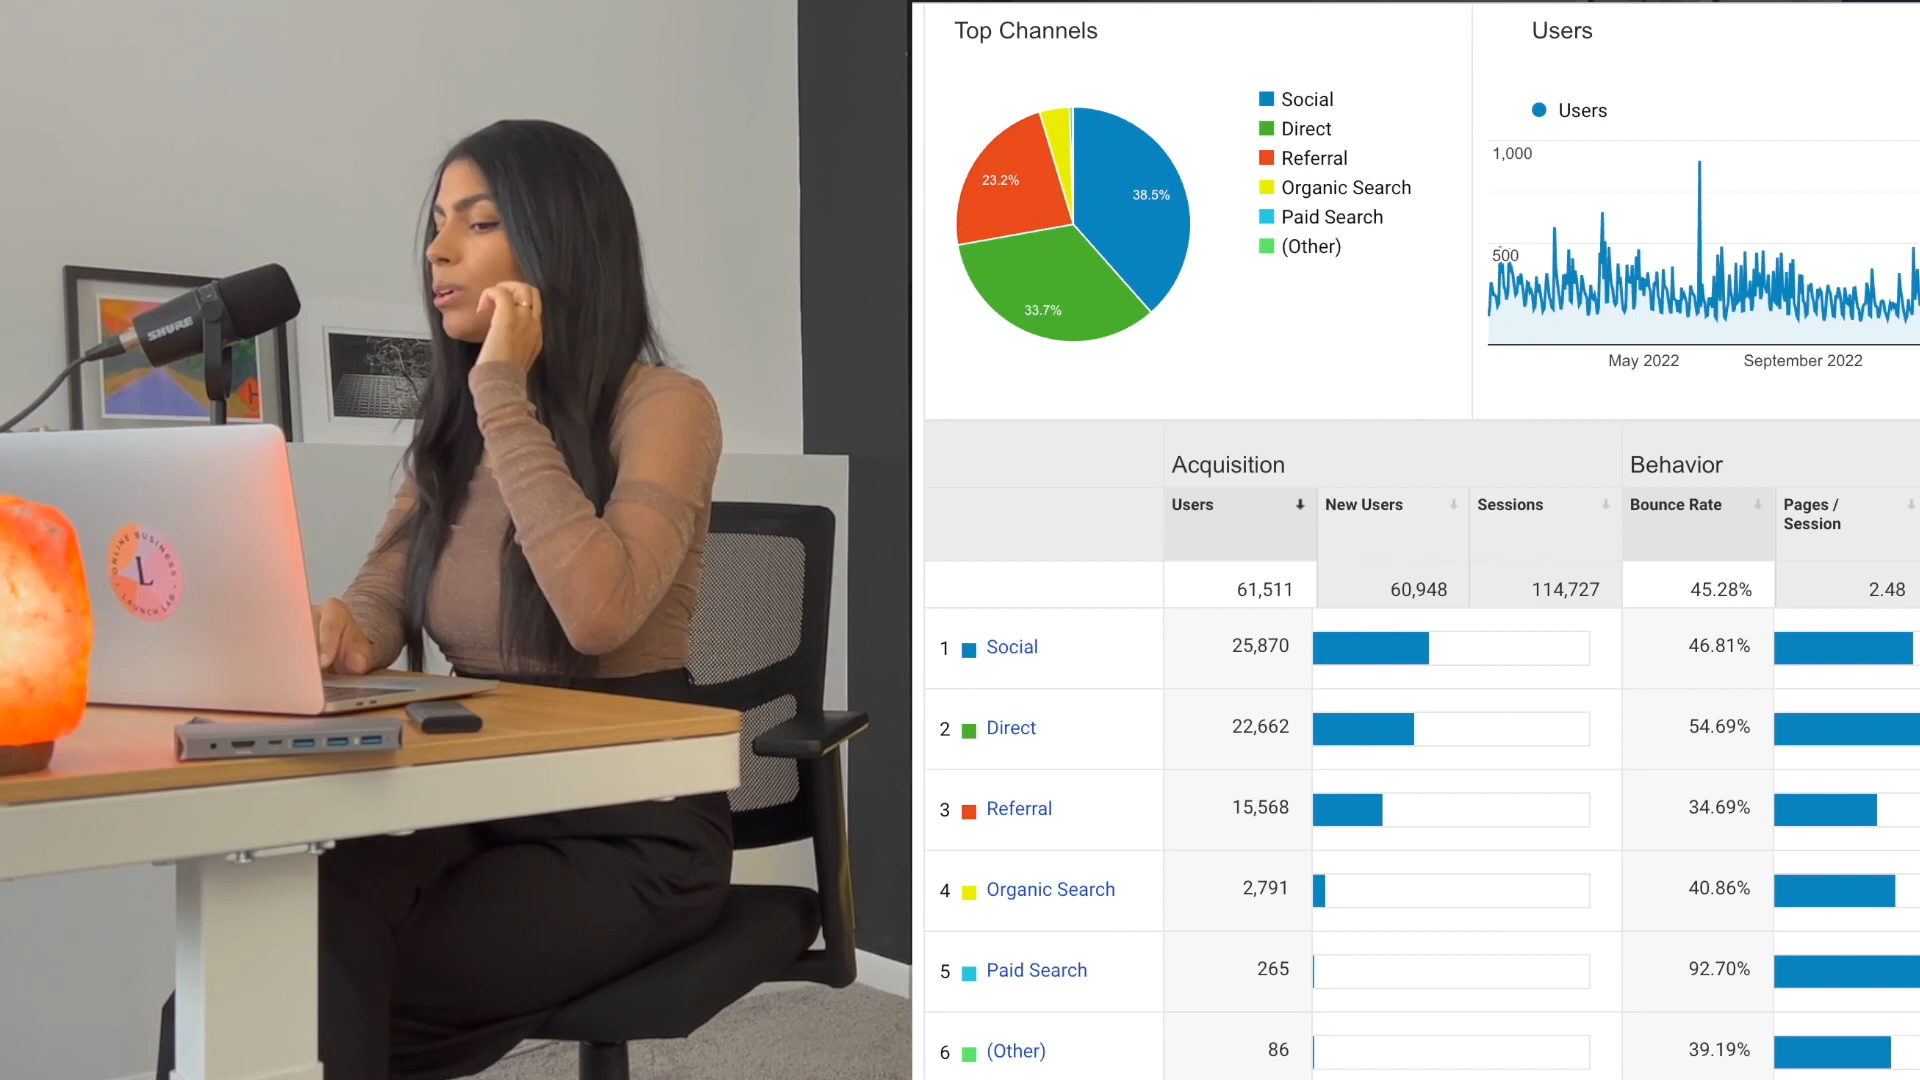 SHURE
ONLINE BUSINESS
L
LAUNCH LAB
Top Channels
Social
Direct
Referral
Organic Search
Paid Search
(Other)
38.5%
33.7%
23.2%
Users
Users
1,000
500
May 2022
September 2022
Acquisition
Behavior
Users
New Users
Sessions
Bounce Rate
Pages /
Session
61,511
60,948
114,727
45.28%
2.48
1 Social 25,870 46.81%
2 Direct 22,662 54.69%
3 Referral 15,568 34.69%
4 Organic Search 2,791 40.86%
5 Paid Search 265 92.70%
6 (Other) 86 39.19%